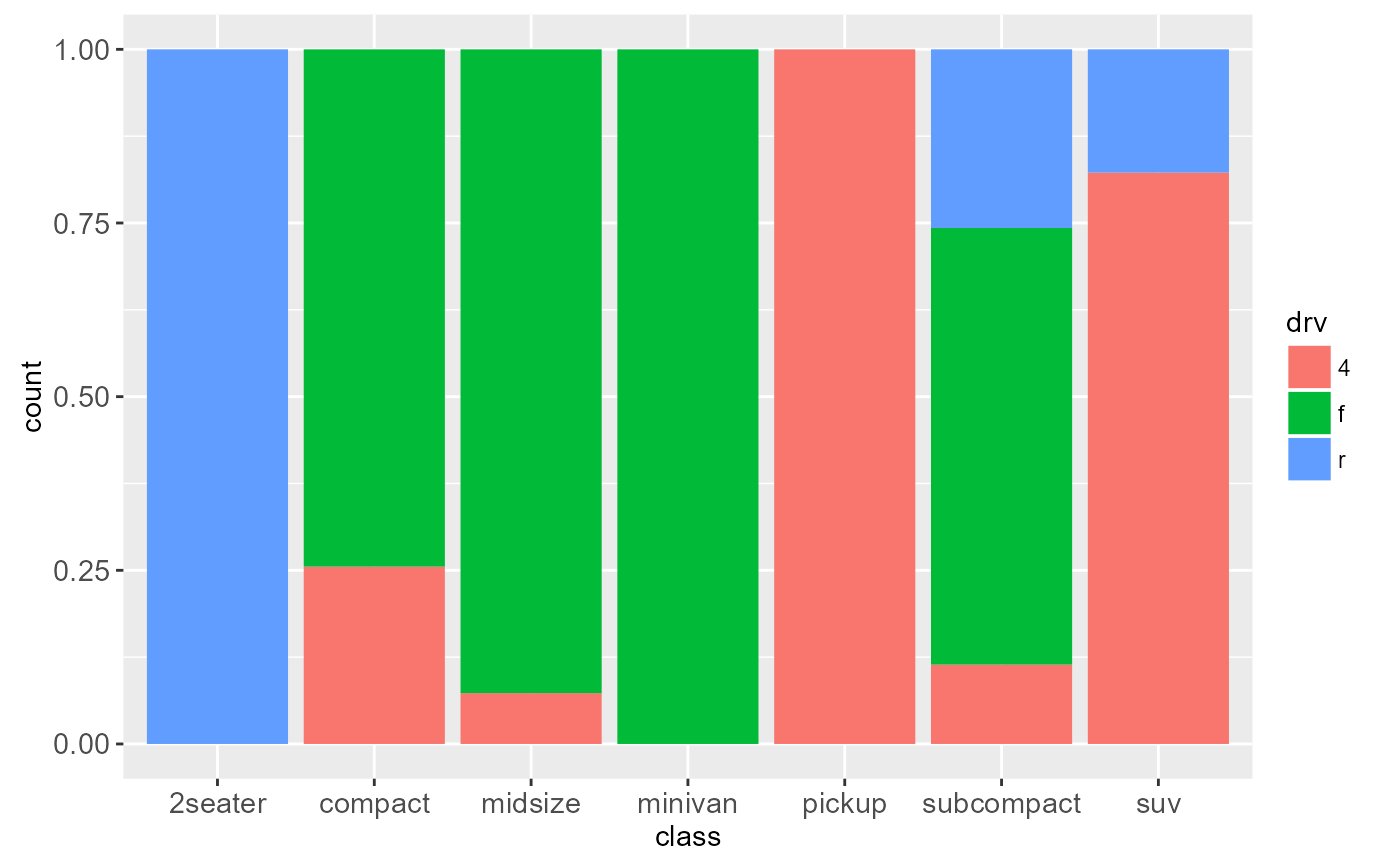 1.00
0.75
0.50
0.25
0.00
count
2seater compact midsize minivan pickup subcompact suv
class
drv
4
f
r